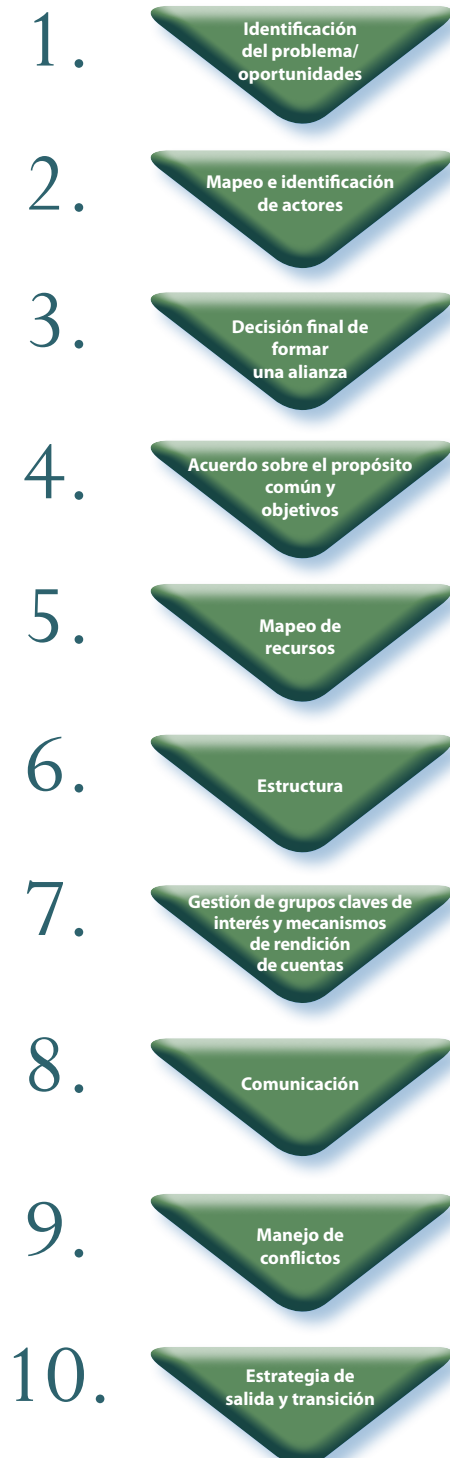 1.
Identificación
del problema/
oportunidades
2.
Mapeo e identificación
de actores
3.
Decisión final de
formar
una alianza
4.
Acuerdo sobre el propósito
común y
objetivos
5.
Mapeo de
recursos
6.
Estructura
7.
Gestión de grupos claves de
interés y mecanismos
de rendición
de cuentas
8.
Comunicación
9.
Manejo de
conflictos
10.
Estrategia de
salida y transición